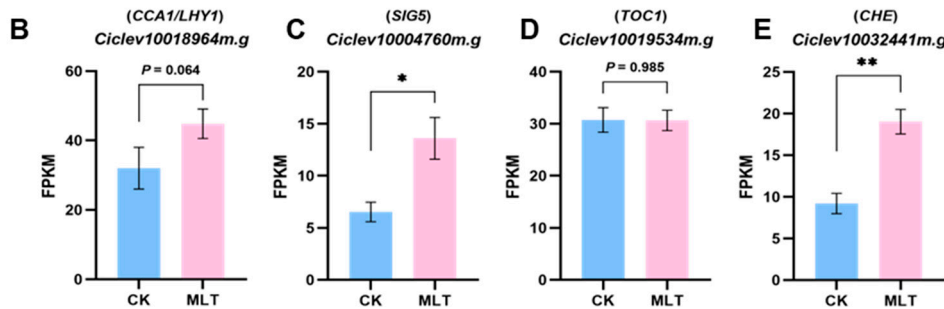 B
(CCA1/LHY1)
Ciclev10018964m.g
P = 0.064
FPKM
60
40
20
0
CK MLT
C
(SIG5)
Ciclev10004760m.g
*
FPKM
20
15
10
5
0
CK MLT
D
(TOC1)
Ciclev10019534m.g
P = 0.985
FPKM
40
30
20
10
0
CK MLT
E
(CHE)
Ciclev10032441m.g
**
FPKM
25
20
15
10
5
0
CK MLT